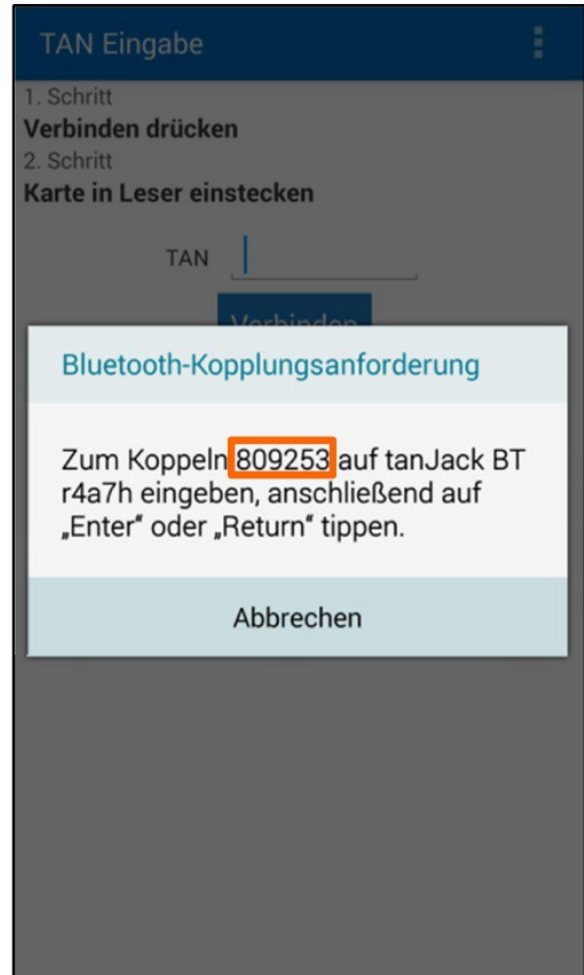 TAN Eingabe
1. Schritt
Verbinden drücken
2. Schritt
Karte in Leser einstecken
TAN
Verbinden
Bluetooth-Kopplungsanforderung
Zum Koppeln 809253 auf tanJack BT
r4a7h eingeben, anschließend auf
„Enter“ oder „Return“ tippen.
Abbrechen